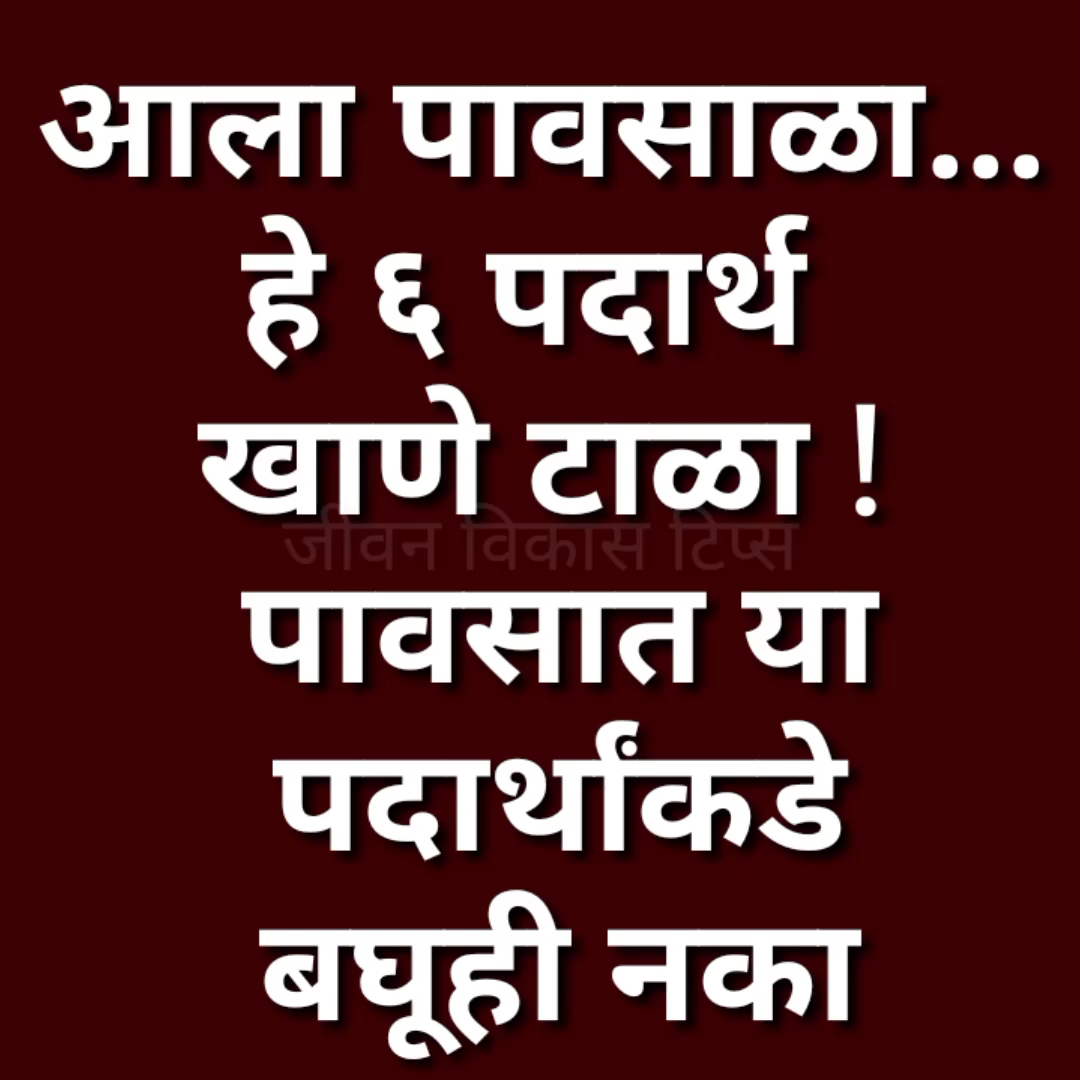 आला पावसाळा...
हे ६ पदार्थ
खाणे टाळा !
जीवन विकास टिप्स
पावसात या
पदार्थांकडे
बघूही नका